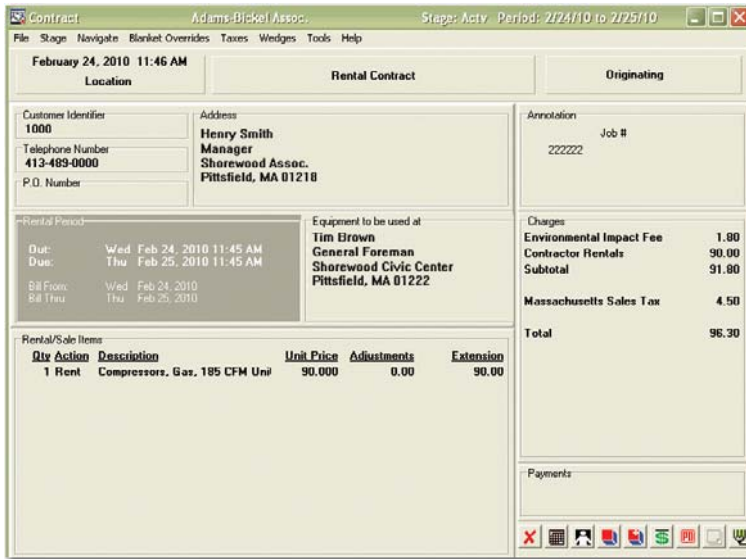 Contract Adams-Bickel Assoc. Stage: Actv Period: 2/24/10 to 2/25/10
File Stage Navigate Blanket Overrides Taxes Wedges Tools Help
February 24, 2010 11:46 AM
Location
Rental Contract
Originating
Customer Identifier
1000
Telephone Number
413-489-0000
P.O. Number
Address
Henry Smith
Manager
Shorewood Assoc.
Pittsfield, MA 01218
Annotation
Job #
222222
Rental Period
Out: Wed Feb 24, 2010 11:45 AM
Due: Thu Feb 25, 2010 11:45 AM
Bill From: Wed Feb 24, 2010
Bill Thru: Thu Feb 25, 2010
Equipment to be used at
Tim Brown
General Foreman
Shorewood Civic Center
Pittsfield, MA 01222
Charges
Environmental Impact Fee 1.80
Contractor Rentals 90.00
Subtotal 91.80
Massachusetts Sales Tax 4.50
Total 96.30
Rental/Sale Items
Qty Action Description Unit Price Adjustments Extension
1 Rent Compressors, Gas, 185 CFM Uni 90.000 0.00 90.00
Payments
PO